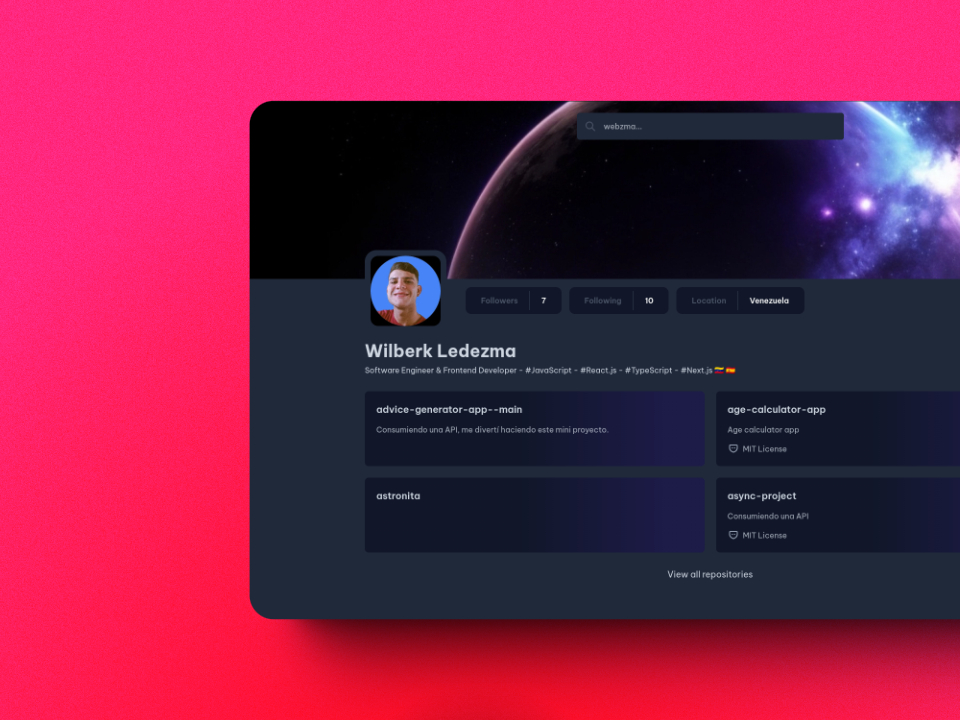 webzma...
Followers 7 Following 10 Location Venezuela
Wilberk Ledezma
Software Engineer & Frontend Developer - #JavaScript - #React.js - #TypeScript - #Next.js 🇻🇪 🇪🇸
advice-generator-app--main
Consumiendo una API, me divertí haciendo este mini proyecto.
age-calculator-app
Age calculator app
MIT License
astronita
async-project
Consumiendo una API
MIT License
View all repositories